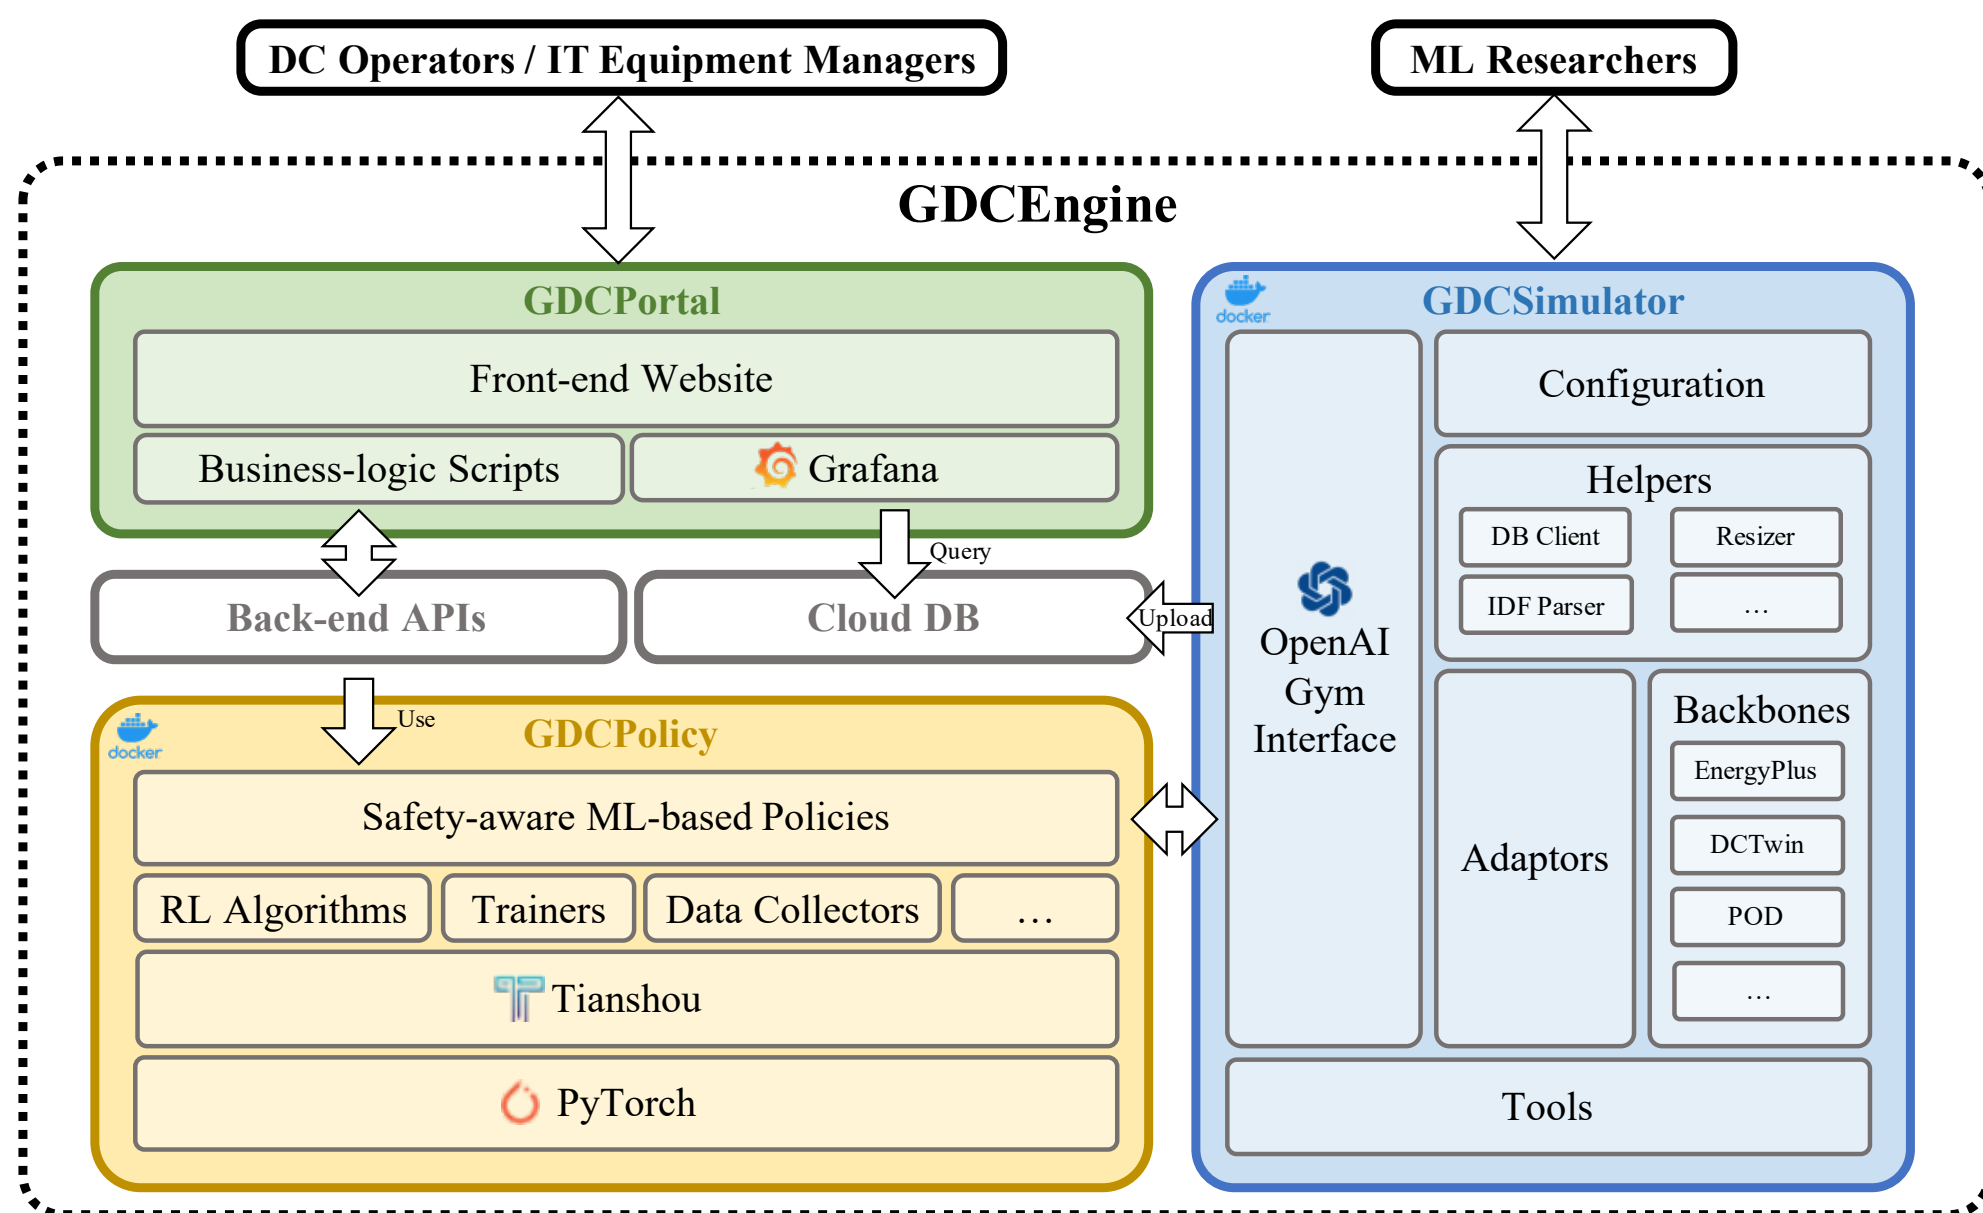 DC Operators / IT Equipment Managers
ML Researchers
GDCEngine
GDCPortal
Front-end Website
Business-logic Scripts
Grafana
Query
Back-end APIs
Cloud DB
Upload
Use
docker
GDCPolicy
Safety-aware ML-based Policies
RL Algorithms
Trainers
Data Collectors
...
Tianshou
PyTorch
docker
GDCSimulator
OpenAI
Gym
Interface
Configuration
Helpers
DB Client
Resizer
IDF Parser
...
Adaptors
Backbones
EnergyPlus
DCTwin
POD
...
Tools